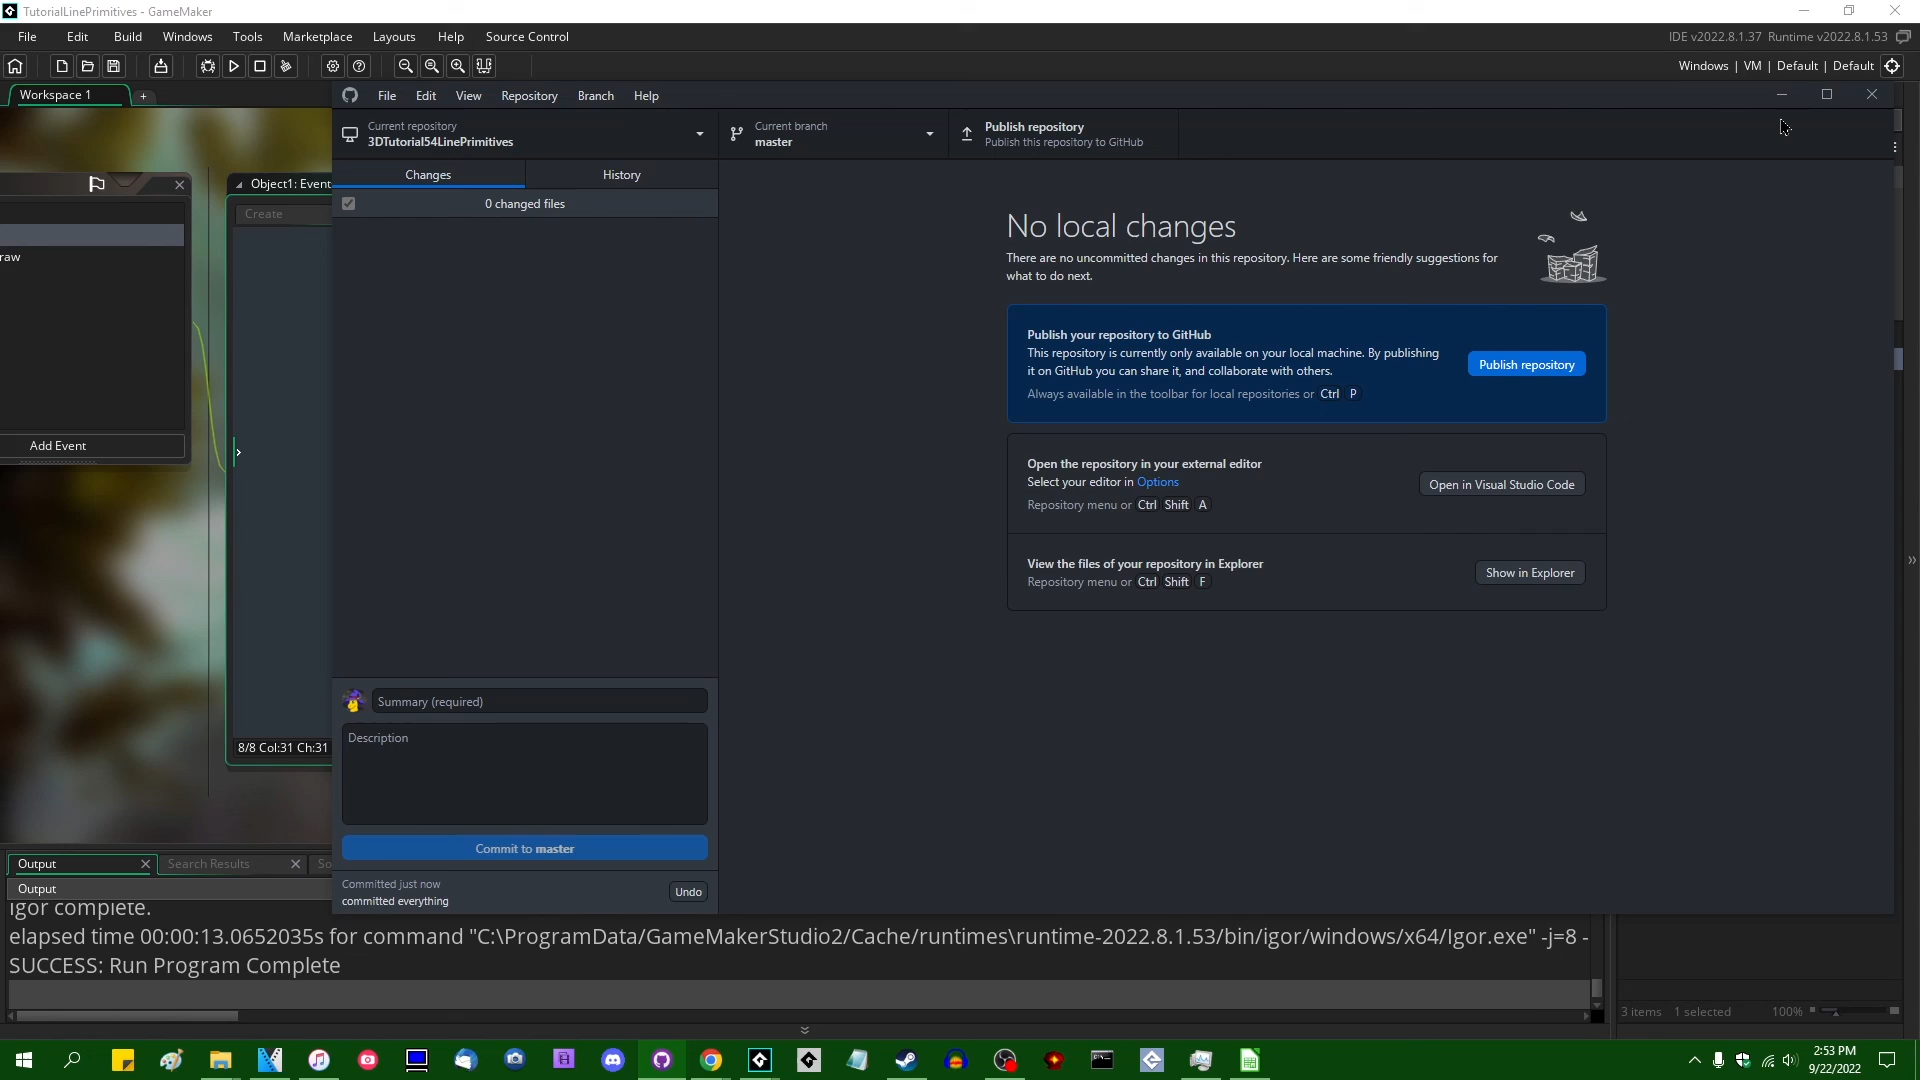 TutorialLinePrimitives - GameMaker
File Edit Build Windows Tools Marketplace Layouts Help Source Control
IDE v2022.8.1.37 Runtime v2022.8.1.53
Windows | VM | Default | Default
Workspace 1
+
File Edit View Repository Branch Help
Current repository
3DTutorial54LinePrimitives
Current branch
master
Publish repository
Publish this repository to GitHub
Changes
History
0 changed files
Object1: Event
Create
raw
Add Event
8/8 Col:31 Ch:31
No local changes
There are no uncommitted changes in this repository. Here are some friendly suggestions for
what to do next.
Publish your repository to GitHub
This repository is currently only available on your local machine. By publishing
it on GitHub you can share it, and collaborate with others.
Always available in the toolbar for local repositories or Ctrl P
Publish repository
Open the repository in your external editor
Select your editor in Options
Repository menu or Ctrl Shift A
Open in Visual Studio Code
View the files of your repository in Explorer
Repository menu or Ctrl Shift F
Show in Explorer
Summary (required)
Description
Commit to master
Committed just now
committed everything
Undo
Output
Search Results
So
Output
Igor complete.
elapsed time 00:00:13.0652035s for command "C:\ProgramData/GameMakerStudio2/Cache/runtimes\runtime-2022.8.1.53/bin/igor/windows/x64/Igor.exe" -j=8 -
SUCCESS: Run Program Complete
3 items 1 selected 100%
2:53 PM
9/22/2022